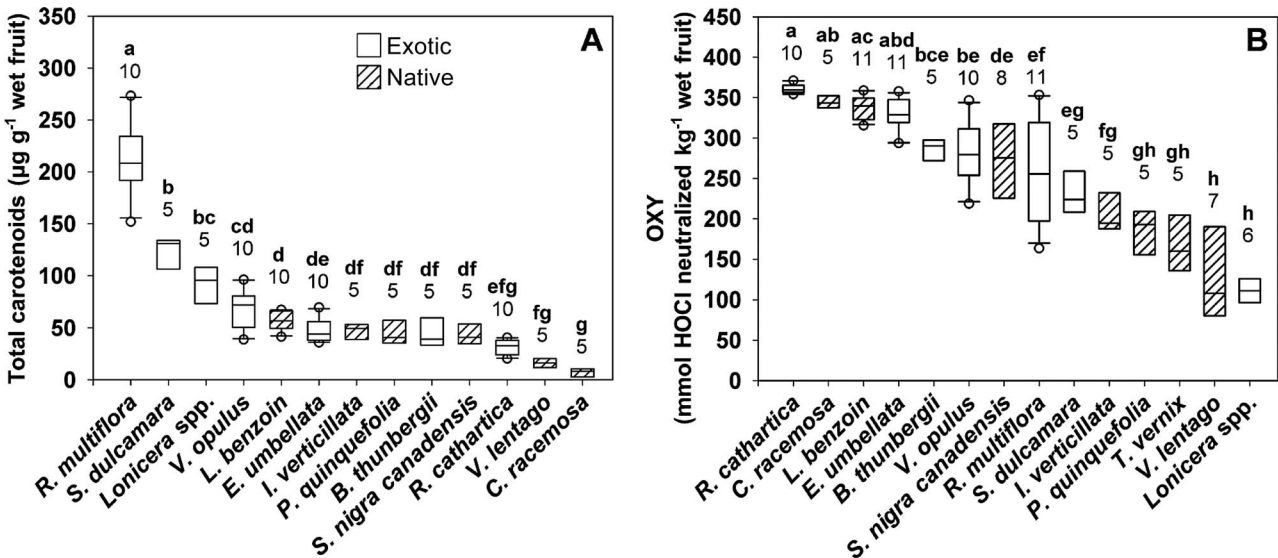 A
Total carotenoids (µg g⁻¹ wet fruit)
350
300
250
200
150
100
50
0
Exotic
Native
a
10
b
5
bc
5
cd
10
d
10
de
10
df
5
df
5
df
5
df
5
efg
10
fg
5
g
5
R. multiflora
S. dulcamara
Lonicera spp.
V. opulus
L. benzoin
E. umbellata
I. verticillata
P. quinquefolia
B. thunbergii
S. nigra canadensis
R. cathartica
V. lentago
C. racemosa
B
OXY
(mmol HOCl neutralized kg⁻¹ wet fruit)
450
400
350
300
250
200
150
100
50
0
a
10
ab
5
ac
11
abd
11
bce
5
be
10
de
8
ef
11
eg
5
fg
5
gh
5
gh
5
h
7
h
6
R. cathartica
C. racemosa
L. benzoin
E. umbellata
B. thunbergii
V. opulus
S. nigra canadensis
R. multiflora
S. dulcamara
I. verticillata
P. quinquefolia
T. vernix
V. lentago
Lonicera spp.